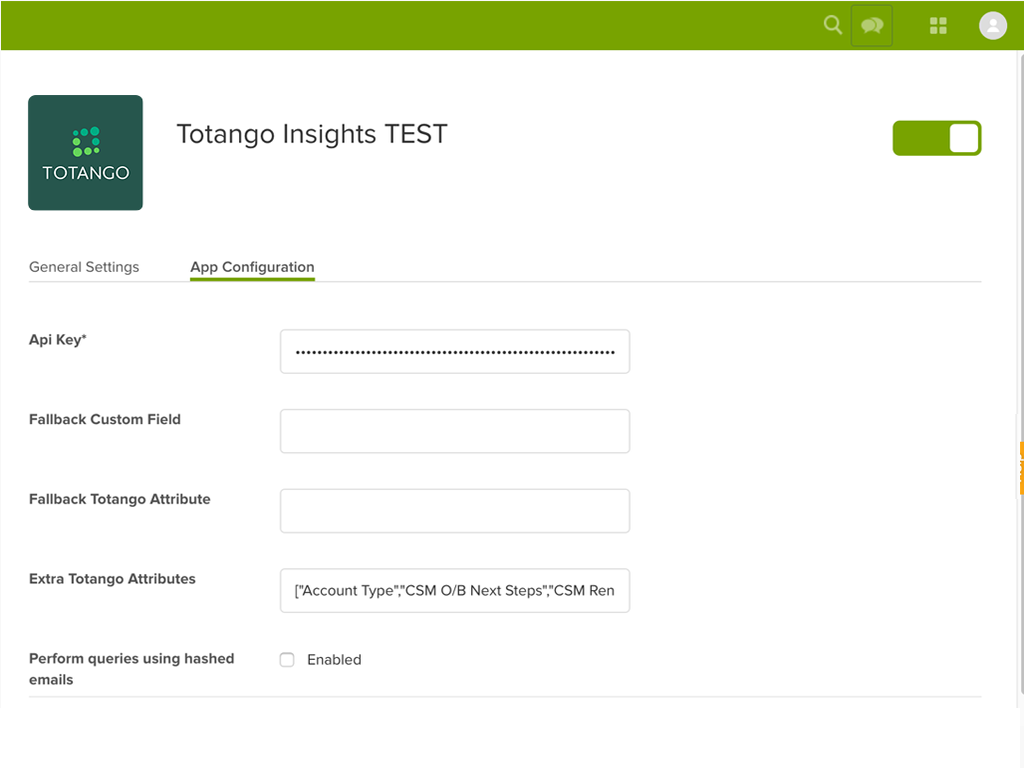 TOTANGO
Totango Insights TEST
General Settings
App Configuration
Api Key*
Fallback Custom Field
Fallback Totango Attribute
Extra Totango Attributes
["Account Type","CSM O/B Next Steps","CSM Ren
Perform queries using hashed
emails
Enabled